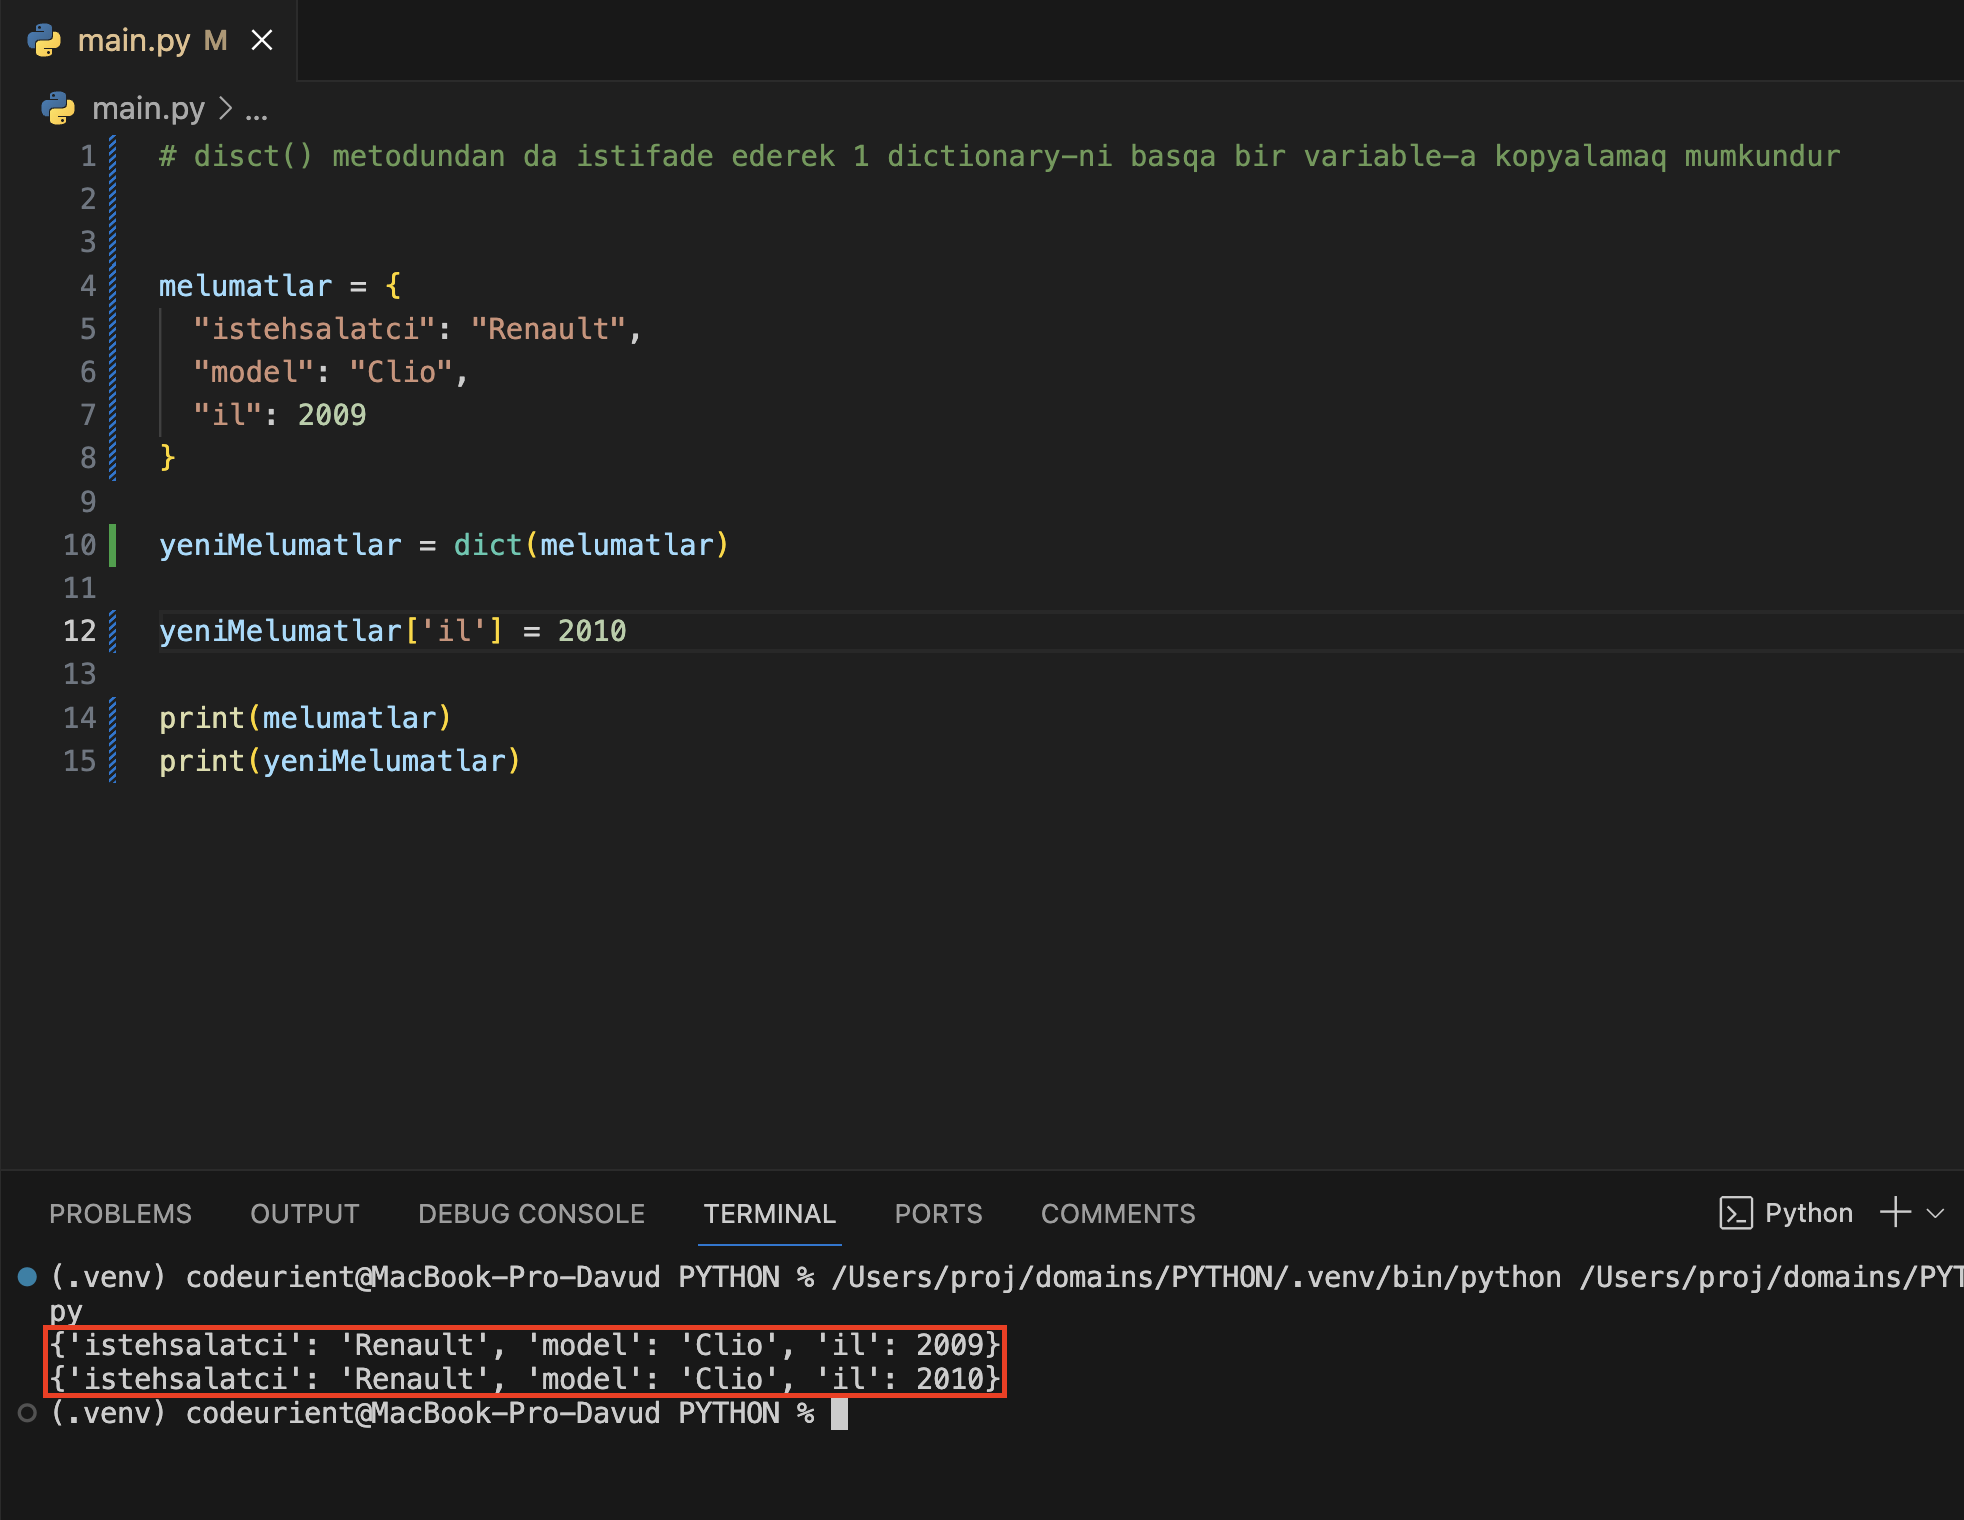 main.py M
main.py > ...
1 # disct() metodundan da istifade ederek 1 dictionary-ni basqa bir variable-a kopyalamaq mumkundur
2
3
4 melumatlar = {
5 "istehsalatci": "Renault",
6 "model": "Clio",
7 "il": 2009
8 }
9
10 yeniMelumatlar = dict(melumatlar)
11
12 yeniMelumatlar['il'] = 2010
13
14 print(melumatlar)
15 print(yeniMelumatlar)
PROBLEMS OUTPUT DEBUG CONSOLE TERMINAL PORTS COMMENTS Python
(.venv) codeurient@MacBook-Pro-Davud PYTHON % /Users/proj/domains/PYTHON/.venv/bin/python /Users/proj/domains/PYT
py
{'istehsalatci': 'Renault', 'model': 'Clio', 'il': 2009}
{'istehsalatci': 'Renault', 'model': 'Clio', 'il': 2010}
(.venv) codeurient@MacBook-Pro-Davud PYTHON %